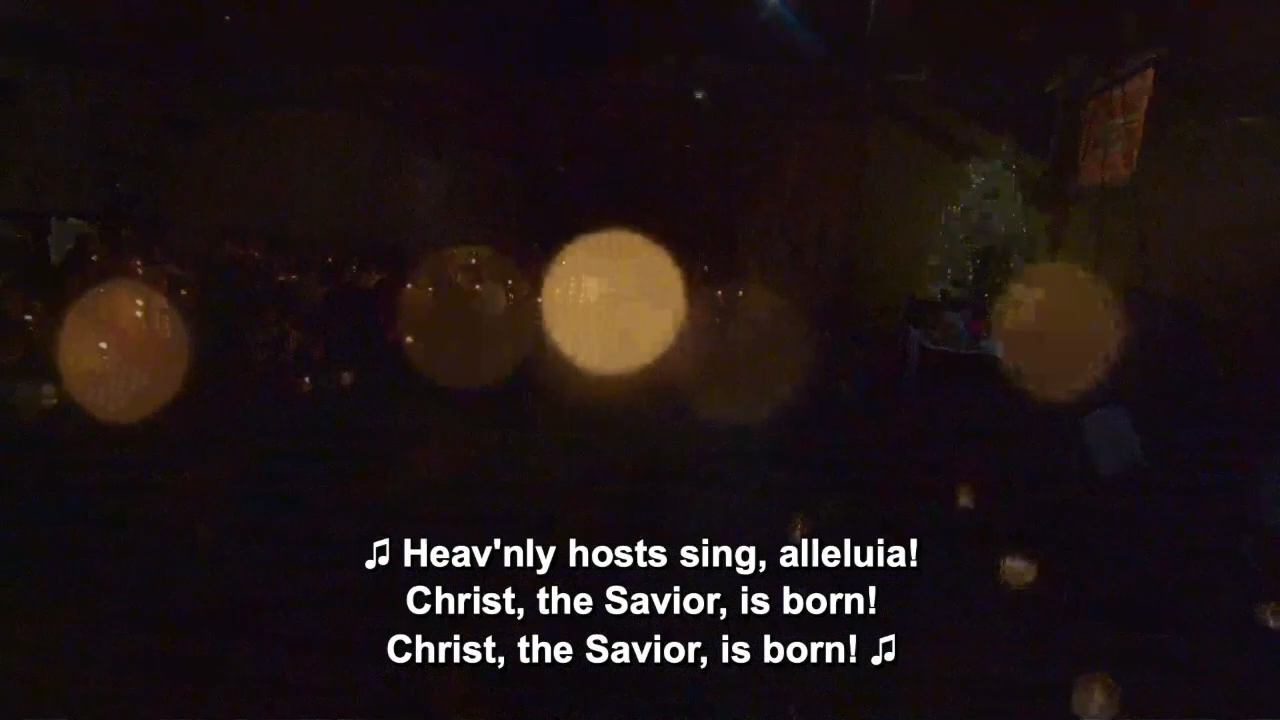 ♫ Heav'nly hosts sing, alleluia!
Christ, the Savior, is born!
Christ, the Savior, is born! ♫